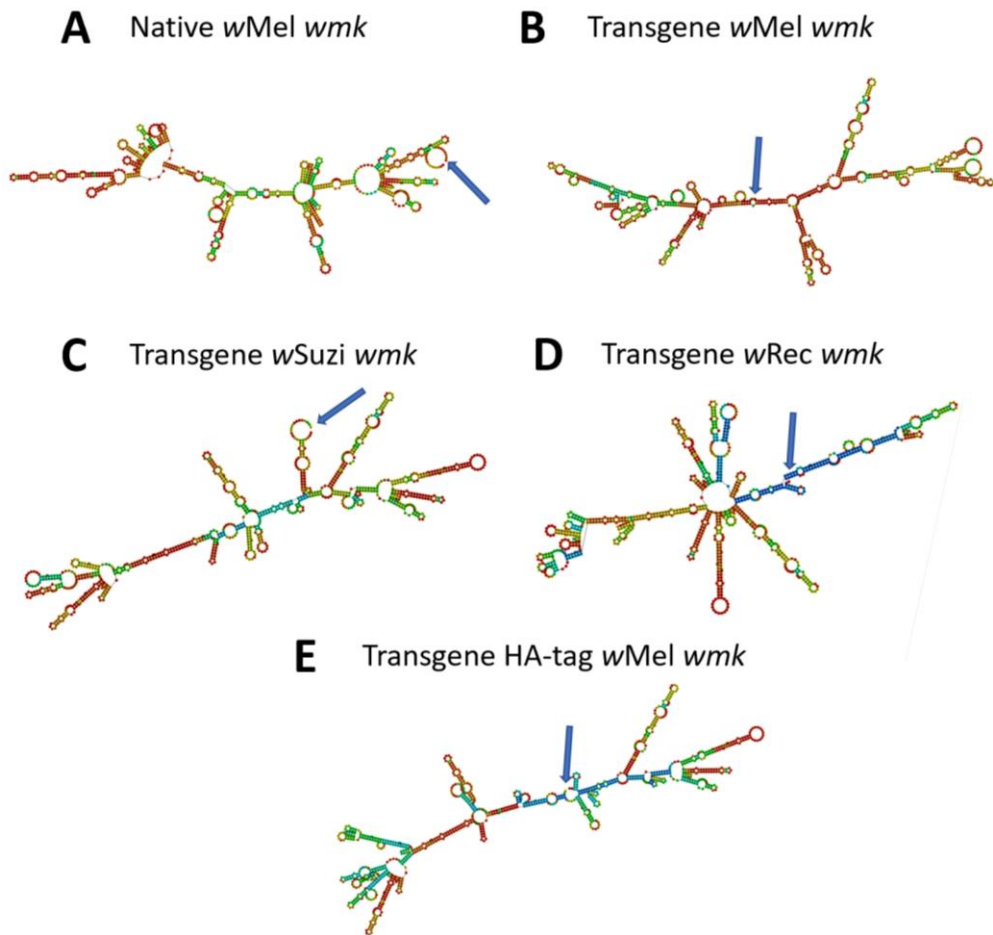 A Native wMel wmk
B Transgene wMel wmk
C Transgene wSuzi wmk
D Transgene wRec wmk
E Transgene HA-tag wMel wmk